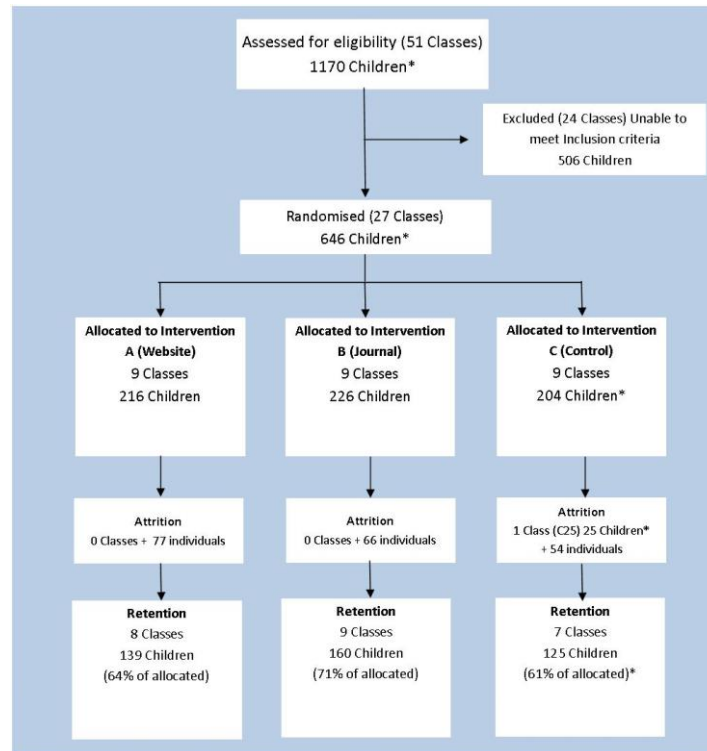 Assessed for eligibility (51 Classes)
1170 Children*
Excluded (24 Classes) Unable to
meet Inclusion criteria
506 Children
Randomised (27 Classes)
646 Children*
Allocated to Intervention
A (Website)
9 Classes
216 Children
Allocated to Intervention
B (Journal)
9 Classes
226 Children
Allocated to Intervention
C (Control)
9 Classes
204 Children*
Attrition
0 Classes + 77 individuals
Attrition
0 Classes + 66 individuals
Attrition
1 Class (C25) 25 Children*
+ 54 individuals
Retention
8 Classes
139 Children
(64% of allocated)
Retention
9 Classes
160 Children
(71% of allocated)
Retention
7 Classes
125 Children
(61% of allocated)*